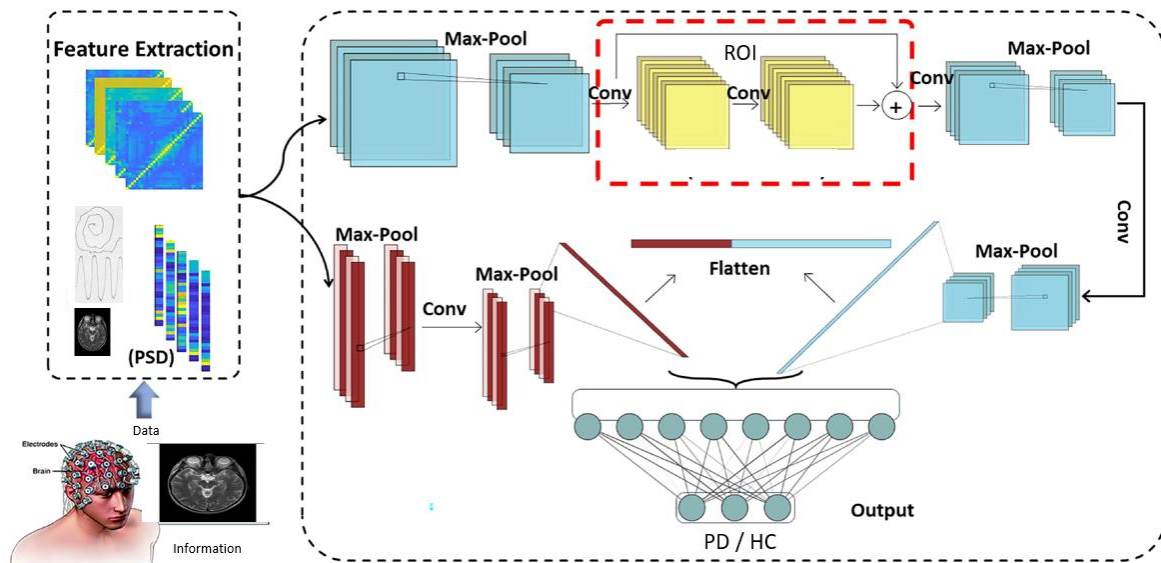 Feature Extraction
(PSD)
Data
Electrodes
Brain
Information
Max-Pool
Conv
ROI
Conv
+
Conv
Max-Pool
Conv
Max-Pool
Conv
Max-Pool
Flatten
Max-Pool
Output
PD / HC